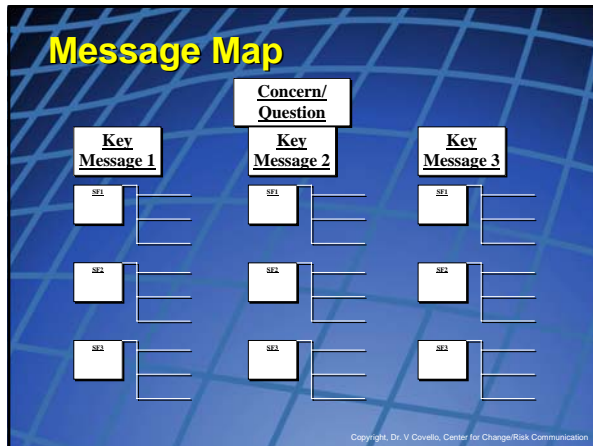 Message Map
Concern/
Question
Key
Message 1
Key
Message 2
Key
Message 3
SF1
SF1
SF1
SF2
SF2
SF2
SF3
SF3
SF3
Copyright, Dr. V Covello, Center for Change/Risk Communication